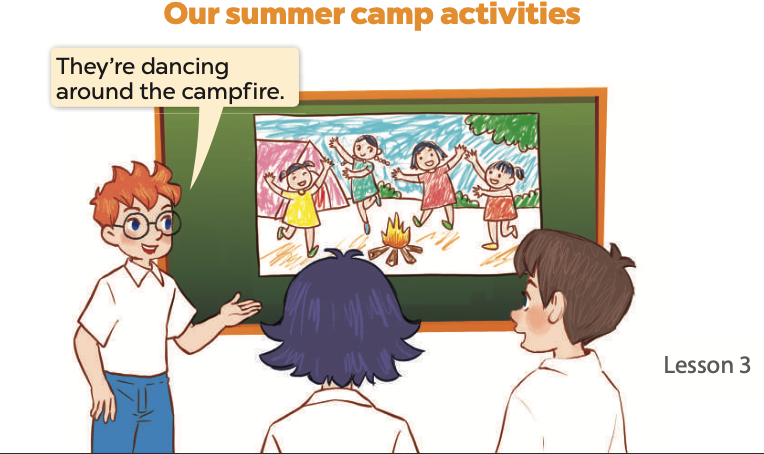 Our summer camp activities
They're dancing
around the campfire.
Lesson 3